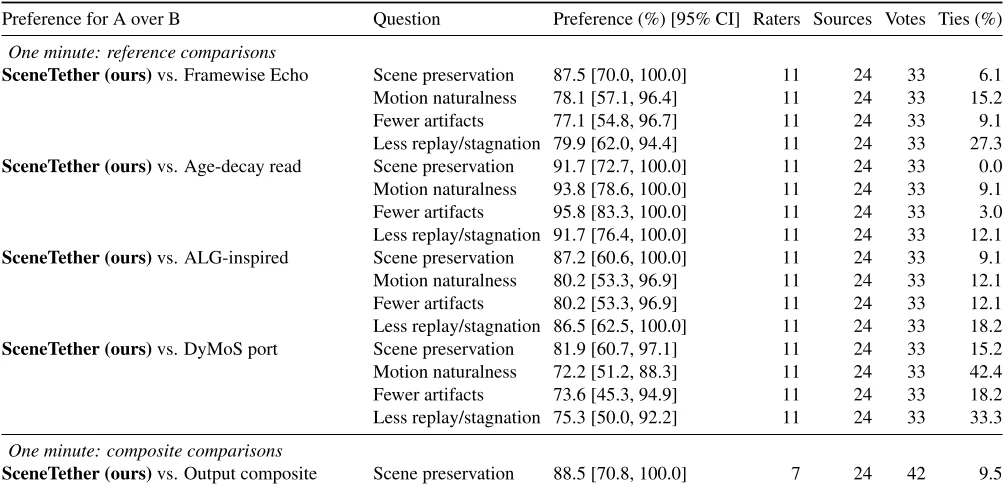 Preference for A over B Question Preference (%) [95% CI] Raters Sources Votes Ties (%)
One minute: reference comparisons
SceneTether (ours) vs. Framewise Echo Scene preservation 87.5 [70.0, 100.0] 11 24 33 6.1
Motion naturalness 78.1 [57.1, 96.4] 11 24 33 15.2
Fewer artifacts 77.1 [54.8, 96.7] 11 24 33 9.1
Less replay/stagnation 79.9 [62.0, 94.4] 11 24 33 27.3
SceneTether (ours) vs. Age-decay read Scene preservation 91.7 [72.7, 100.0] 11 24 33 0.0
Motion naturalness 93.8 [78.6, 100.0] 11 24 33 9.1
Fewer artifacts 95.8 [83.3, 100.0] 11 24 33 3.0
Less replay/stagnation 91.7 [76.4, 100.0] 11 24 33 12.1
SceneTether (ours) vs. ALG-inspired Scene preservation 87.2 [60.6, 100.0] 11 24 33 9.1
Motion naturalness 80.2 [53.3, 96.9] 11 24 33 12.1
Fewer artifacts 80.2 [53.3, 96.9] 11 24 33 12.1
Less replay/stagnation 86.5 [62.5, 100.0] 11 24 33 18.2
SceneTether (ours) vs. DyMoS port Scene preservation 81.9 [60.7, 97.1] 11 24 33 15.2
Motion naturalness 72.2 [51.2, 88.3] 11 24 33 42.4
Fewer artifacts 73.6 [45.3, 94.9] 11 24 33 18.2
Less replay/stagnation 75.3 [50.0, 92.2] 11 24 33 33.3
One minute: composite comparisons
SceneTether (ours) vs. Output composite Scene preservation 88.5 [70.8, 100.0] 7 24 42 9.5